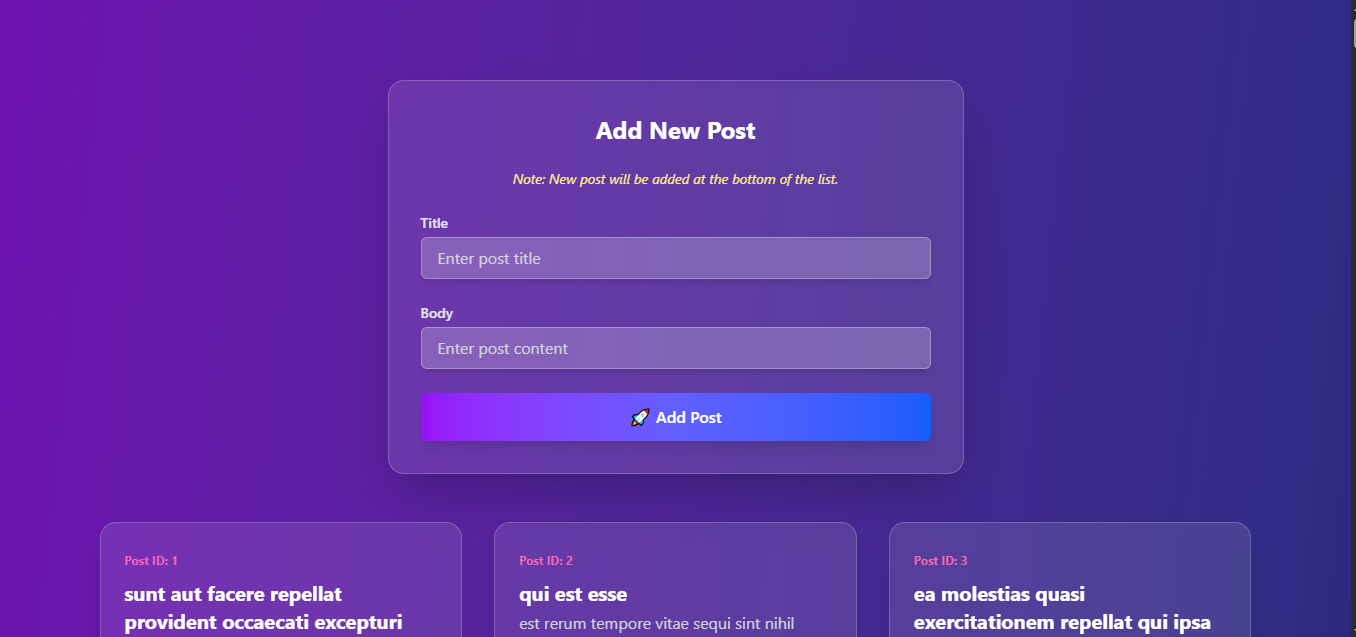 Add New Post
Note: New post will be added at the bottom of the list.
Title
Enter post title
Body
Enter post content
🚀 Add Post
Post ID: 1
sunt aut facere repellat
provident occaecati excepturi
Post ID: 2
qui est esse
est rerum tempore vitae sequi sint nihil
Post ID: 3
ea molestias quasi
exercitationem repellat qui ipsa